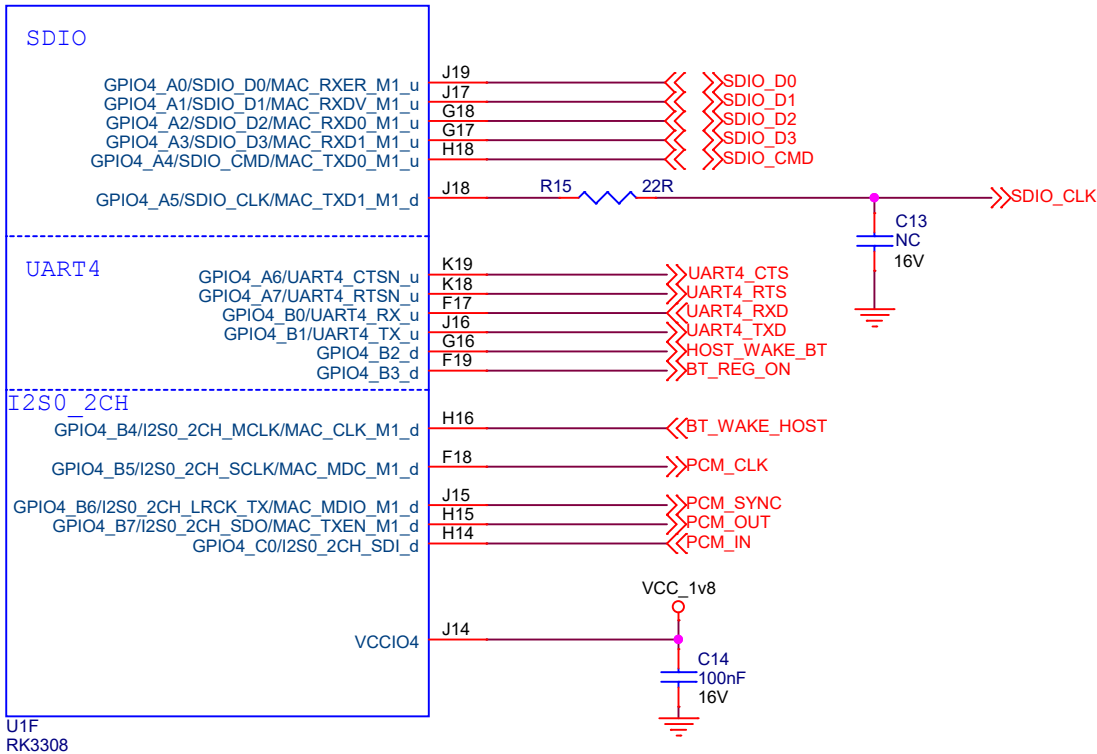 SDIO
GPIO4_A0/SDIO_D0/MAC_RXER_M1_u J19 SDIO_D0
GPIO4_A1/SDIO_D1/MAC_RXDV_M1_u J17 SDIO_D1
GPIO4_A2/SDIO_D2/MAC_RXD0_M1_u G18 SDIO_D2
GPIO4_A3/SDIO_D3/MAC_RXD1_M1_u G17 SDIO_D3
GPIO4_A4/SDIO_CMD/MAC_TXD0_M1_u H18 SDIO_CMD
GPIO4_A5/SDIO_CLK/MAC_TXD1_M1_d J18 R15 22R SDIO_CLK
C13
NC
16V
UART4
GPIO4_A6/UART4_CTSN_u K19 UART4_CTS
GPIO4_A7/UART4_RTSN_u K18 UART4_RTS
GPIO4_B0/UART4_RX_u F17 UART4_RXD
GPIO4_B1/UART4_TX_u J16 UART4_TXD
GPIO4_B2_d G16 HOST_WAKE_BT
GPIO4_B3_d F19 BT_REG_ON
I2S0_2CH
GPIO4_B4/I2S0_2CH_MCLK/MAC_CLK_M1_d H16 BT_WAKE_HOST
GPIO4_B5/I2S0_2CH_SCLK/MAC_MDC_M1_d F18 PCM_CLK
GPIO4_B6/I2S0_2CH_LRCK_TX/MAC_MDIO_M1_d J15 PCM_SYNC
GPIO4_B7/I2S0_2CH_SDO/MAC_TXEN_M1_d H15 PCM_OUT
GPIO4_C0/I2S0_2CH_SDI_d H14 PCM_IN
VCC_1v8
VCCIO4 J14
C14
100nF
16V
U1F
RK3308